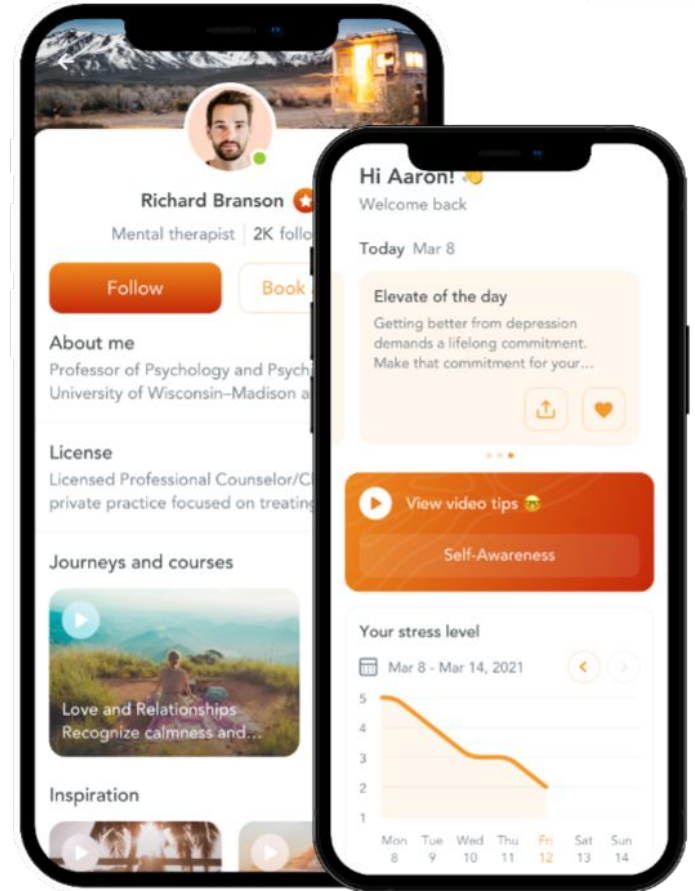 Richard Branson
Mental therapist 2K follo
Follow
Book
About me
Professor of Psychology and Psych
University of Wisconsin–Madison a
License
Licensed Professional Counselor/C
private practice focused on treating
Journeys and courses
Love and Relationships
Recognize calmness and...
Inspiration
Hi Aaron! 👋
Welcome back
Today Mar 8
Elevate of the day
Getting better from depression
demands a lifelong commitment.
Make that commitment for your...
View video tips 🤓
Self-Awareness
Your stress level
Mar 8 - Mar 14, 2021
5
4
3
2
1
Mon Tue Wed Thu Fri Sat Sun
8 9 10 11 12 13 14